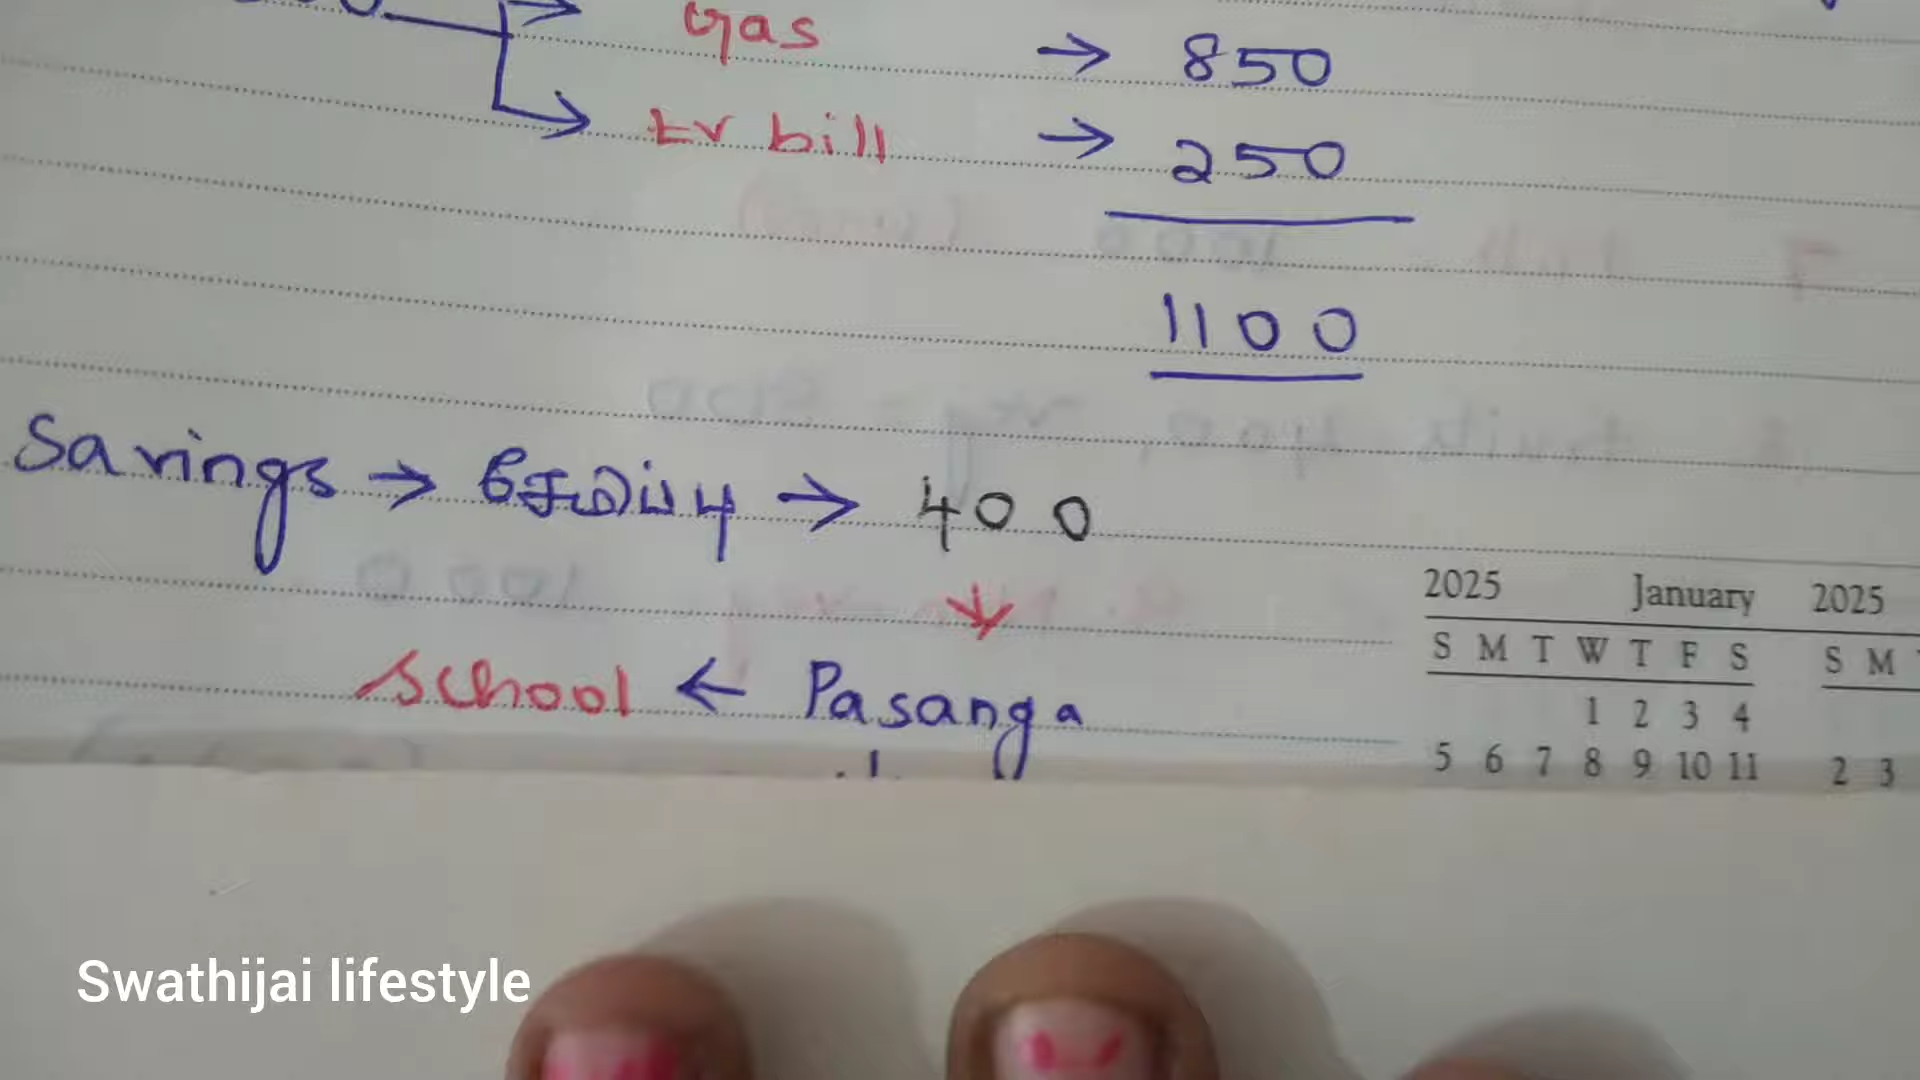 Gas → 850
tv bill → 250
1100
Savings → சேமிப்பு → 400
↓
School ← Pasanga
2025 January 2025
S M T W T F S S M
1 2 3 4
5 6 7 8 9 10 11 2 3
Swathijai lifestyle